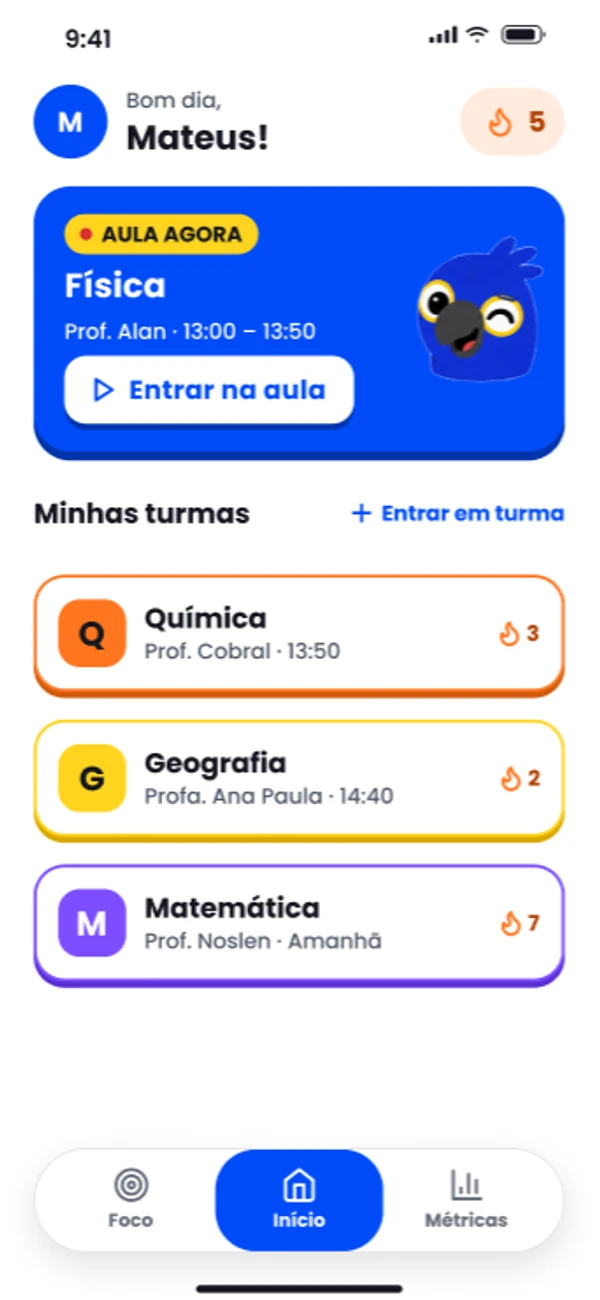 9:41
M
Bom dia,
Mateus!
5
AULA AGORA
Física
Prof. Alan · 13:00 – 13:50
Entrar na aula
Minhas turmas
+ Entrar em turma
Q
Química
Prof. Cobral · 13:50
3
G
Geografia
Profa. Ana Paula · 14:40
2
M
Matemática
Prof. Noslen · Amanhã
7
Foco
Início
Métricas